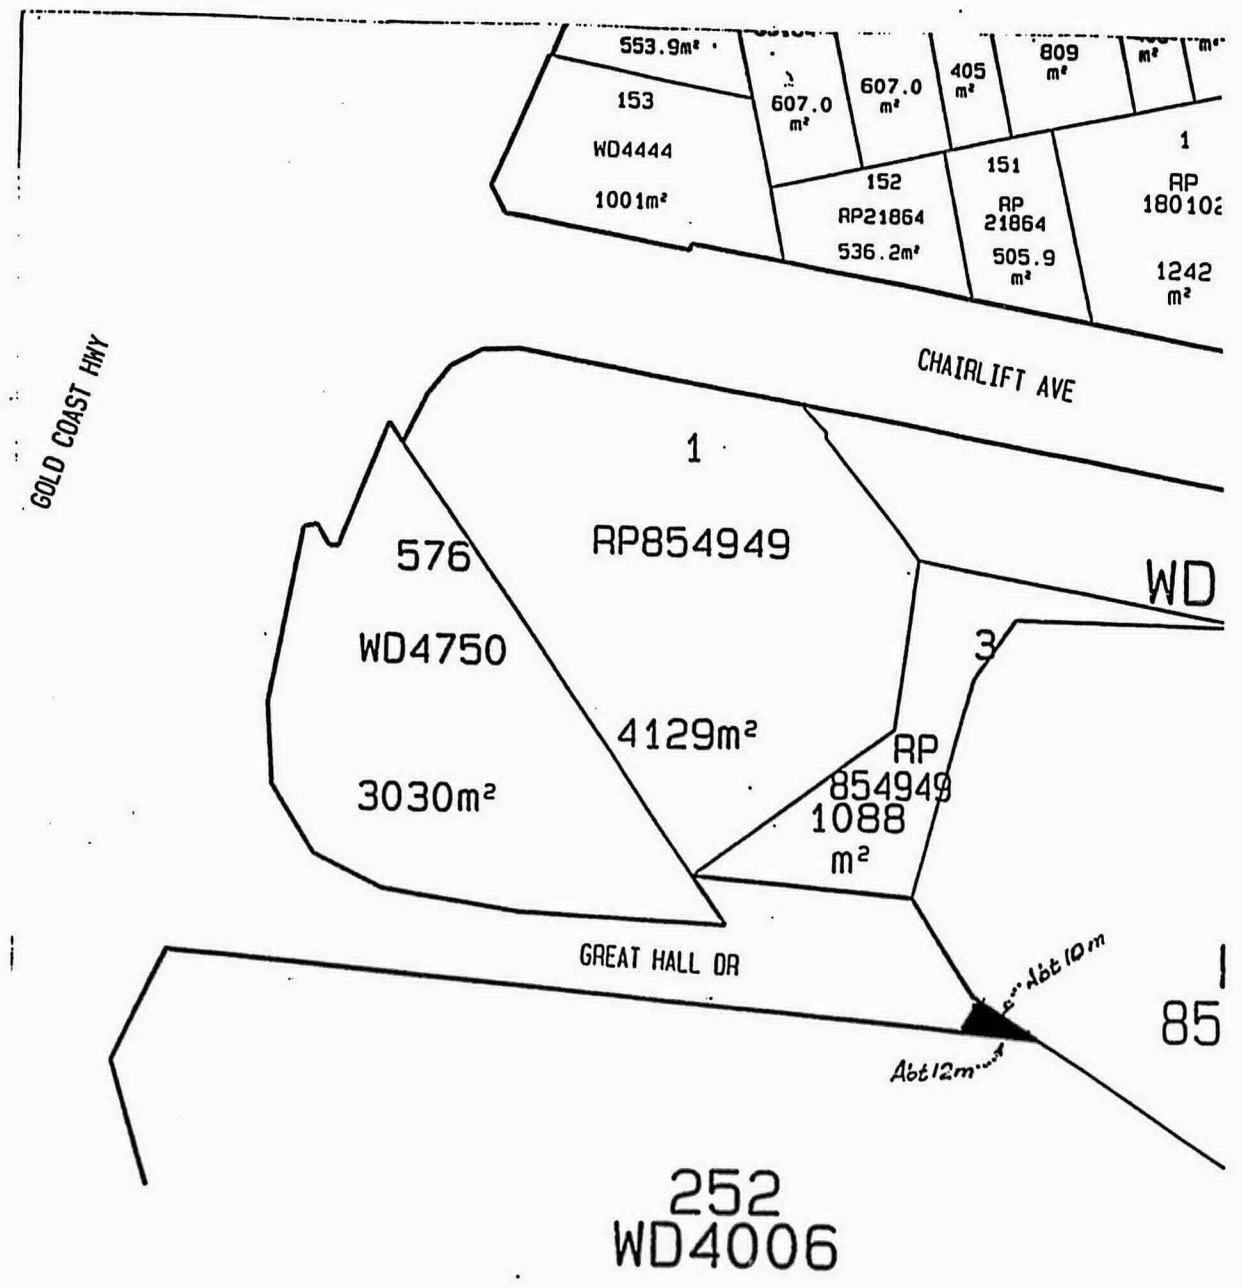 553.9m²
607.0
m²
607.0
m²
405
m²
809
m²
m²
m²
153
WD4444
1001m²
152
RP21864
536.2m²
151
RP
21864
505.9
m²
1
RP
180102
1242
m²
GOLD COAST HWY
CHAIRLIFT AVE
1
RP854949
4129m²
576
WD4750
3030m²
WD
3
RP
854949
1088
m²
GREAT HALL DR
Abt 10m
Abt 12m
85
252
WD4006